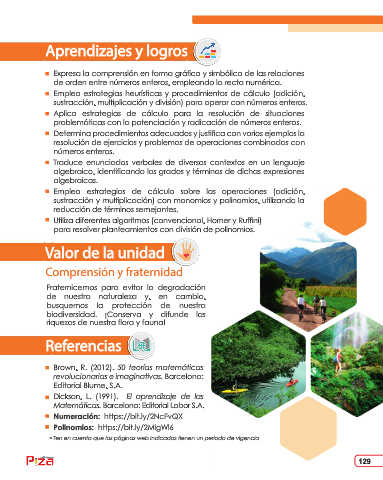 Aprendizajes y logros
Expresa la comprensión en forma gráfica y simbólica de las relaciones
de orden entre números enteros, empleando la recta numérica.
Emplea estrategias heurísticas y procedimientos de cálculo (adición,
sustracción, multiplicación y división) para operar con números enteros.
Aplica estrategias de cálculo para la resolución de situaciones
problemáticas con la potenciación y radicación de números enteros.
Determina procedimientos adecuados y justifica con varios ejemplos la
resolución de ejercicios y problemas de operaciones combinadas con
números enteros.
Traduce enunciados verbales de diversos contextos en un lenguaje
algebraico, identificando los grados y términos de dichas expresiones
algebraicas.
Emplea estrategias de cálculo sobre las operaciones (adición,
sustracción y multiplicación) con monomios y polinomios, utilizando la
reducción de términos semejantes.
Utiliza diferentes algoritmos (convencional, Horner y Ruffini)
para resolver planteamientos con división de polinomios.
Valor de la unidad
Comprensión y fraternidad
Fraternicemos para evitar la degradación
de nuestra naturaleza y, en cambio,
busquemos la protección de nuestra
biodiversidad. ¡Conserva y difunde las
riquezas de nuestra flora y fauna!
Referencias
Brown, R. (2012). 50 teorías matemáticas
revolucionarias e imaginativas. Barcelona:
Editorial Blume, S.A.
Dickson, L. (1991). El aprendizaje de las
Matemáticas. Barcelona: Editorial Labor S.A.
Numeración: https://bit.ly/2NcFvQX
Polinomios: https://bit.ly/2MlgWl6
* Ten en cuenta que las páginas web indicadas tienen un periodo de vigencia
Piza
129